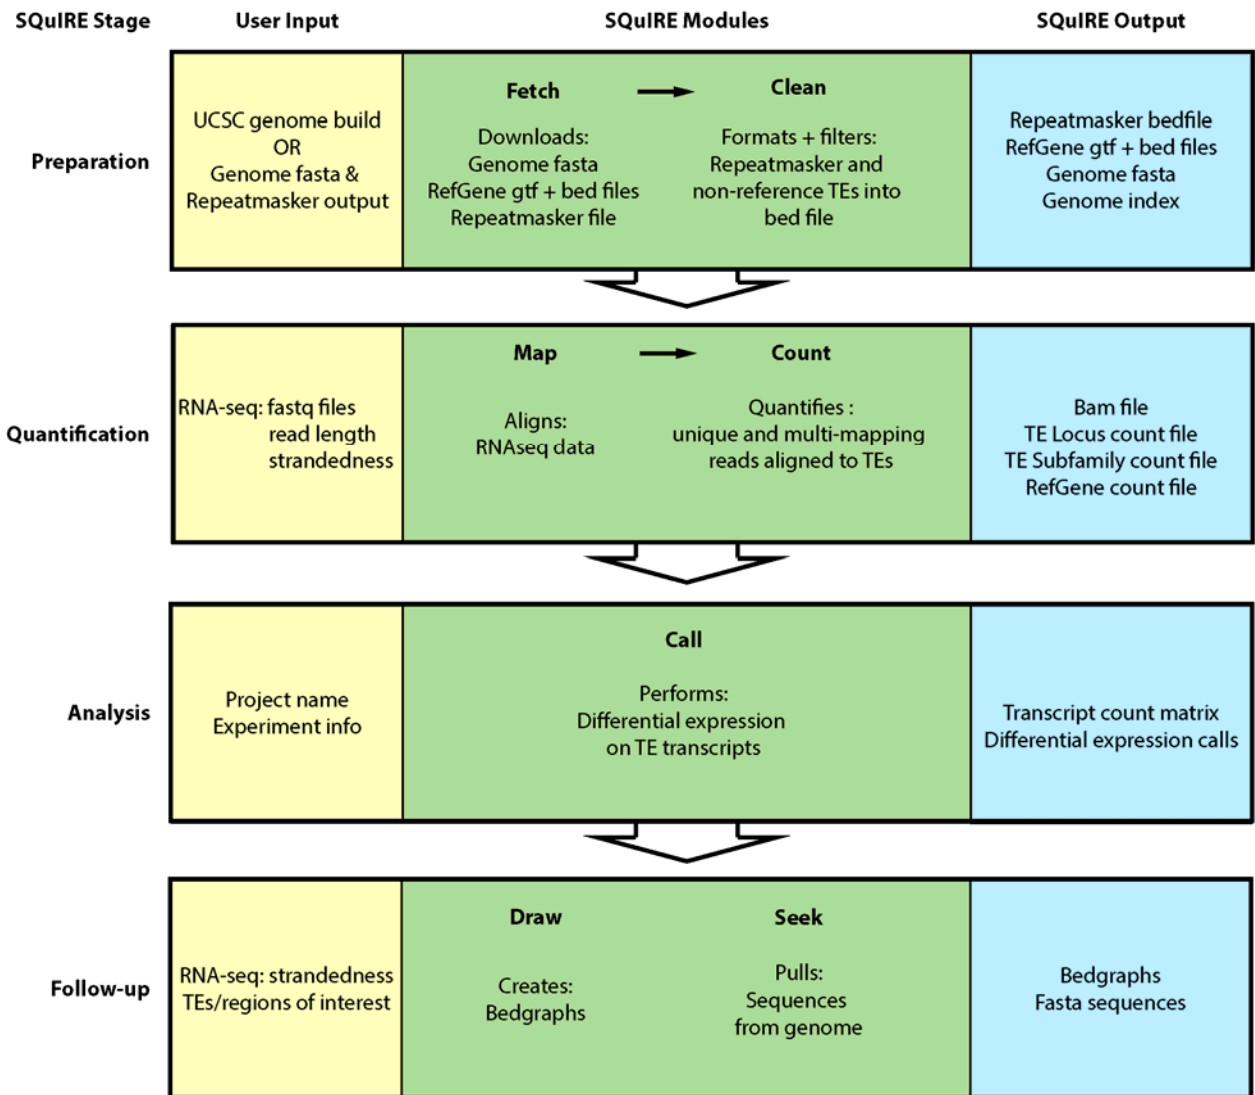 SQuIRE Stage
User Input
SQuIRE Modules
SQuIRE Output
Preparation
UCSC genome build
OR
Genome fasta &
Repeatmasker output
Fetch
Downloads:
Genome fasta
RefGene gtf + bed files
Repeatmasker file
Clean
Formats + filters:
Repeatmasker and
non-reference TEs into
bed file
Repeatmasker bedfile
RefGene gtf + bed files
Genome fasta
Genome index
Quantification
RNA-seq: fastq files
read length
strandedness
Map
Aligns:
RNAseq data
Count
Quantifies :
unique and multi-mapping
reads aligned to TEs
Bam file
TE Locus count file
TE Subfamily count file
RefGene count file
Analysis
Project name
Experiment info
Call
Performs:
Differential expression
on TE transcripts
Transcript count matrix
Differential expression calls
Follow-up
RNA-seq: strandedness
TEs/regions of interest
Draw
Creates:
Bedgraphs
Seek
Pulls:
Sequences
from genome
Bedgraphs
Fasta sequences